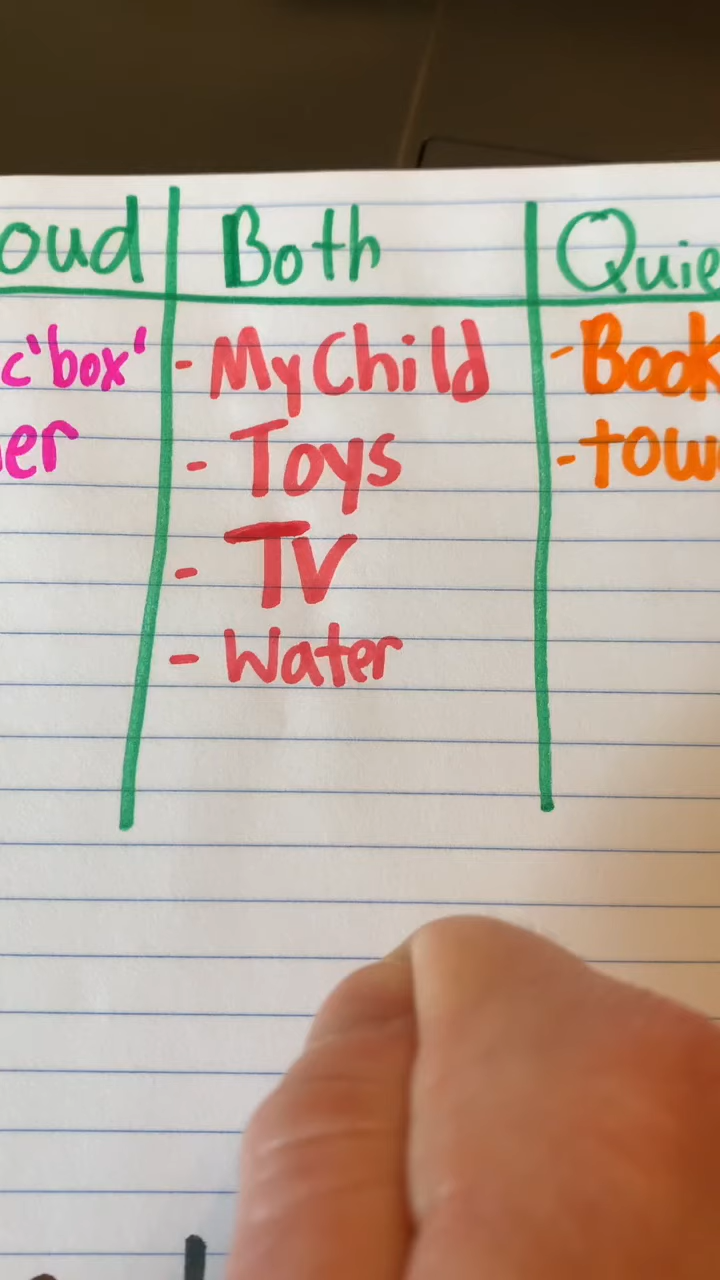 oud Both Quie
c'box' - My Child - Book
er - Toys - tow
- TV
- Water